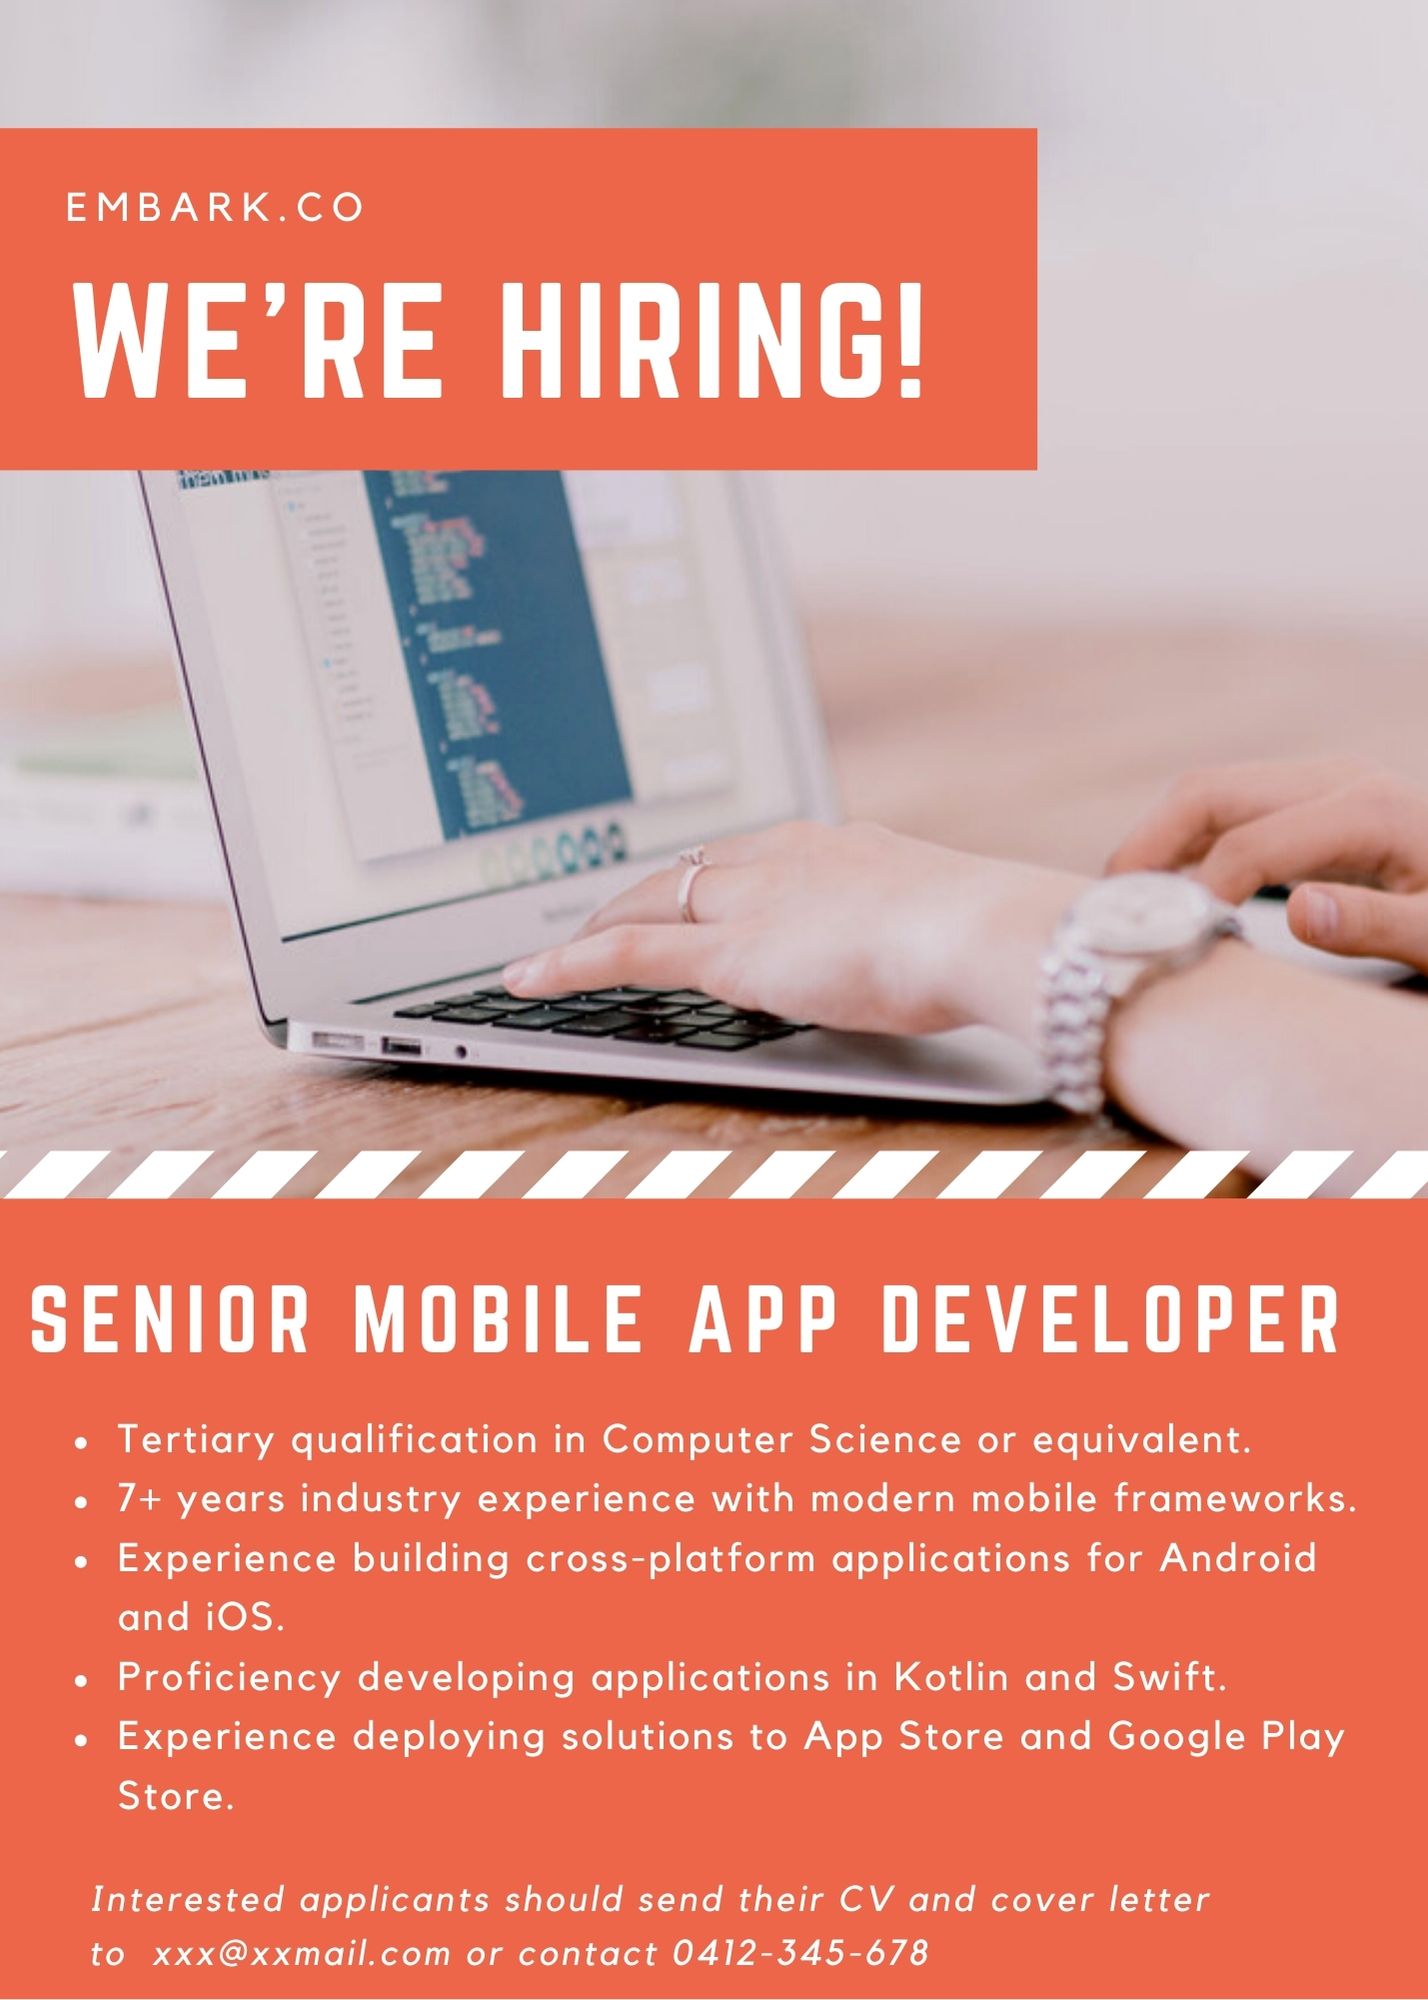 EMBARK.CO
WE'RE HIRING!
SENIOR MOBILE APP DEVELOPER
• Tertiary qualification in Computer Science or equivalent.
• 7+ years industry experience with modern mobile frameworks.
• Experience building cross-platform applications for Android
and iOS.
• Proficiency developing applications in Kotlin and Swift.
• Experience deploying solutions to App Store and Google Play
Store.
Interested applicants should send their CV and cover letter
to xxx@xxmail.com or contact 0412-345-678